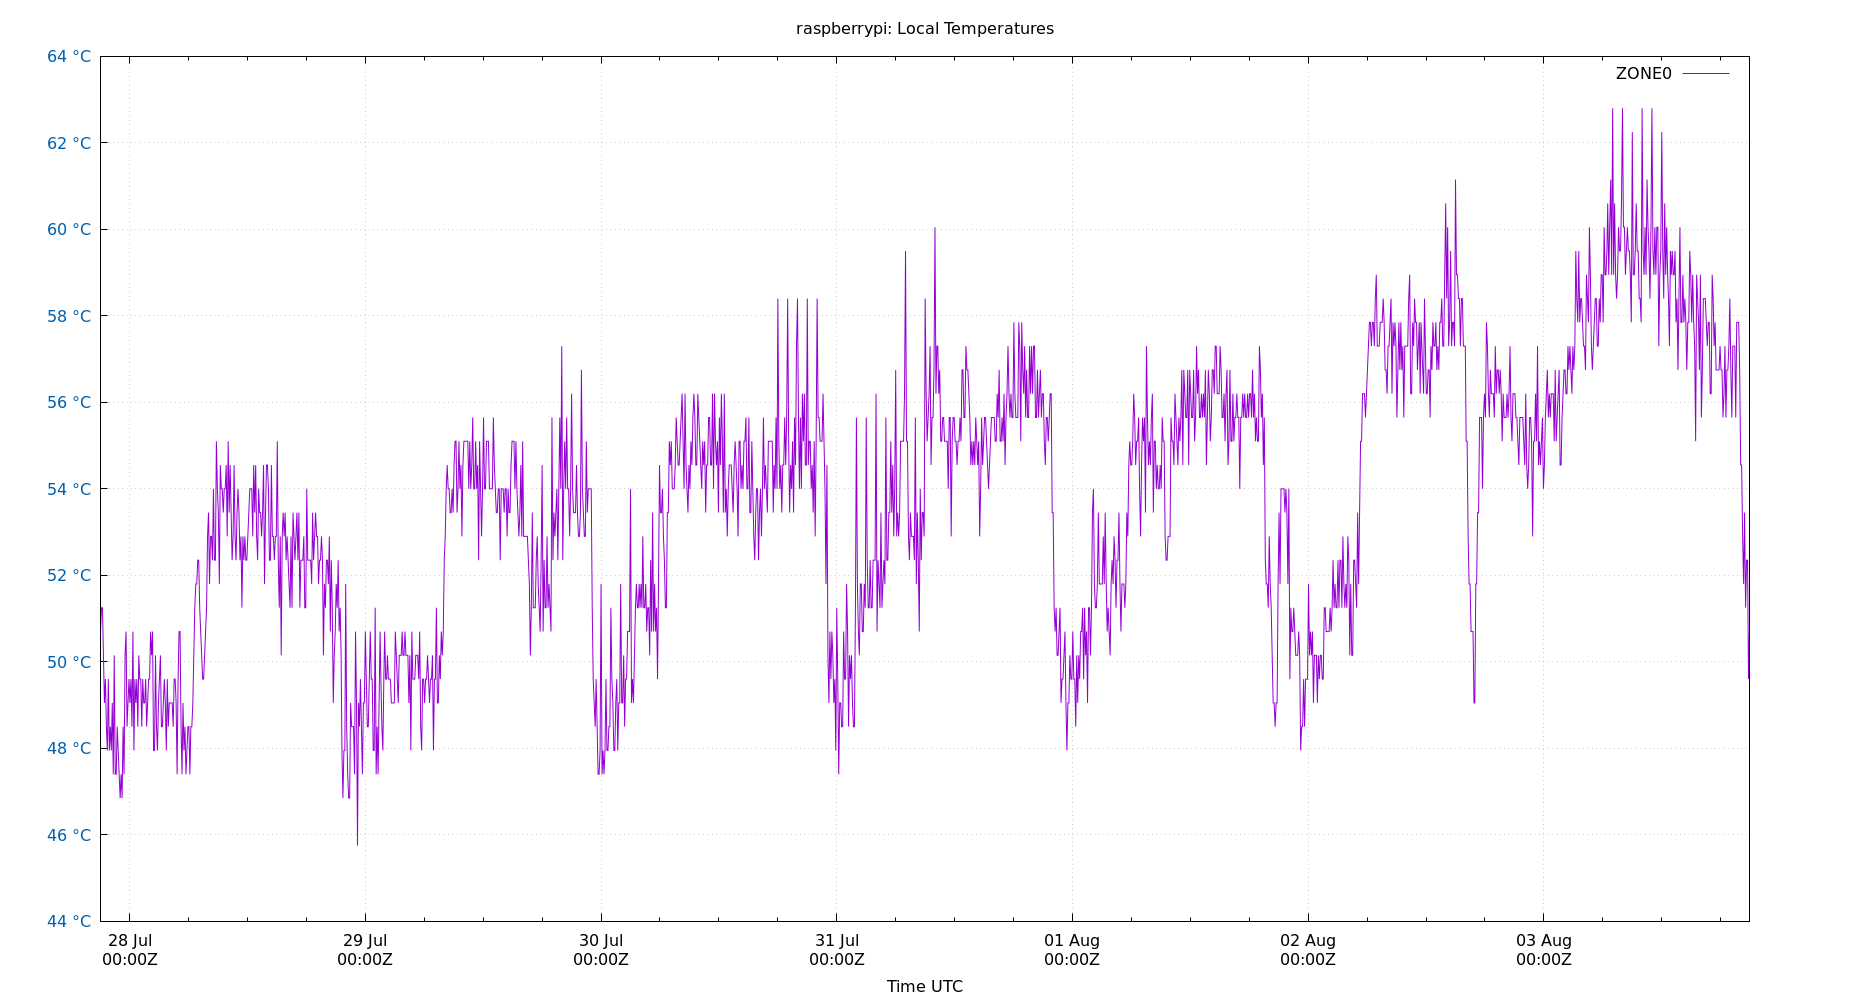 raspberrypi: Local Temperatures
64 °C
ZONE0
62 °C
60 °C
58 °C
56 °C
54 °C
52 °C
50 °C
48 °C
46 °C
44 °C
28 Jul 29 Jul 30 Jul 31 Jul 01 Aug 02 Aug 03 Aug
00:00Z 00:00Z 00:00Z 00:00Z 00:00Z 00:00Z 00:00Z
Time UTC